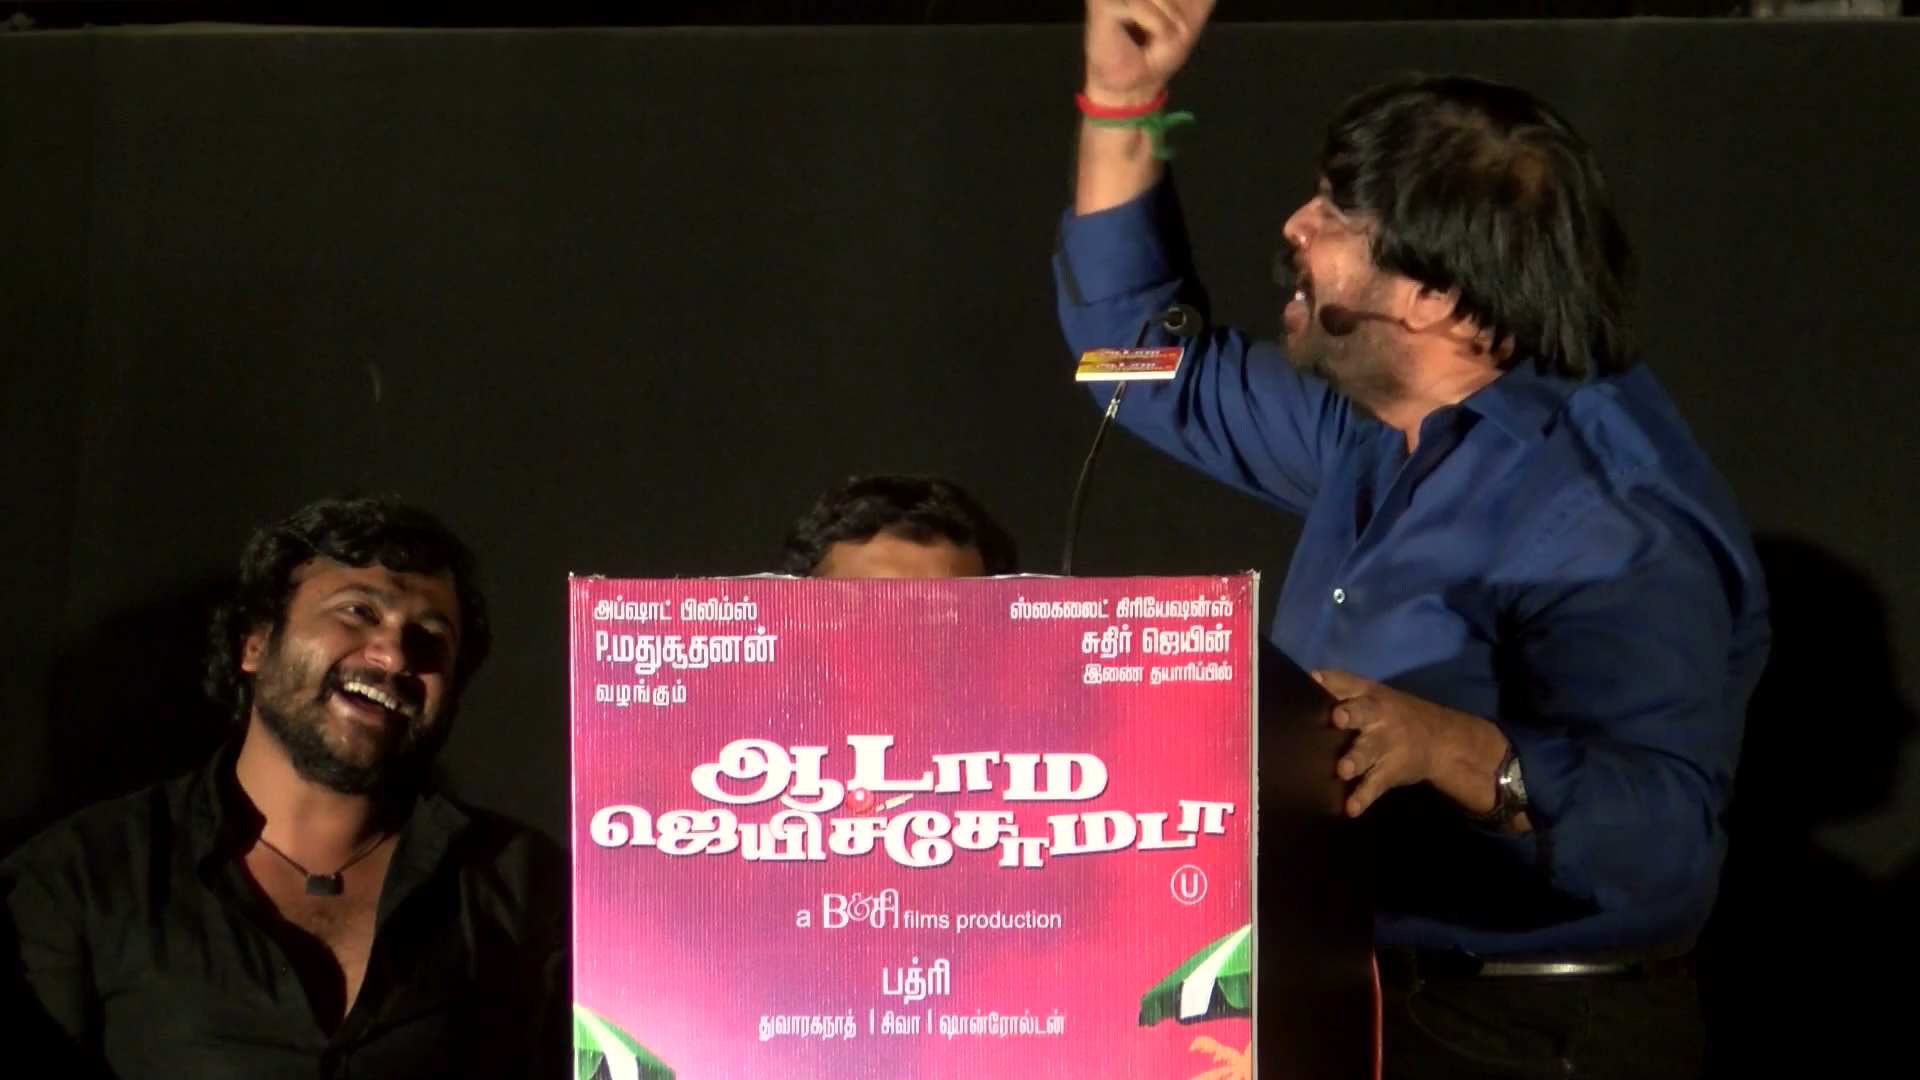 அப்ஷாட் பிலிம்ஸ்
P.மதுசூதனன்
வழங்கும்
ஸ்கைலைட் கிரியேஷன்ஸ்
சுதிர் ஜெயின்
இணை தயாரிப்பில்
ஆடாம
ஜெயிச்சோமடா
U
a B&C films production
பத்ரி
துவாரகநாத் | சிவா | ஷான்ரோல்டன்